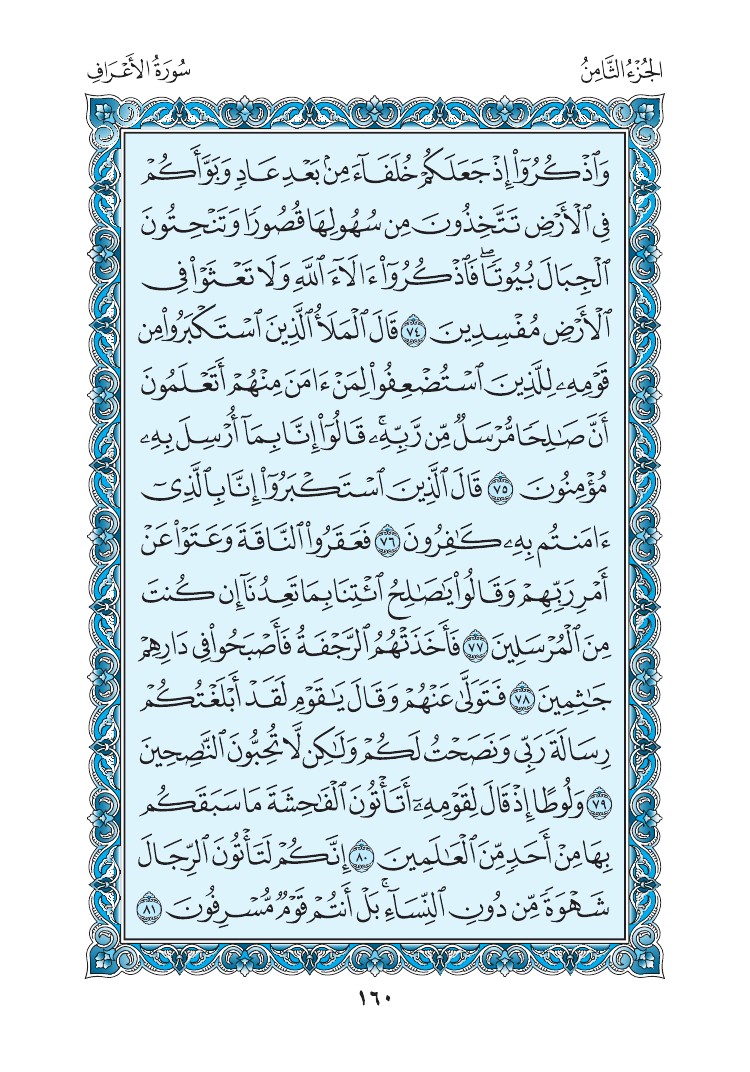 الجُزْءُ الثَّامِنُ
سُورَةُ الأَعْرَافِ
وَٱذْكُرُوٓا۟ إِذْ جَعَلَكُمْ خُلَفَآءَ مِنۢ بَعْدِ عَادٍ وَبَوَّأَكُمْ
فِى ٱلْأَرْضِ تَتَّخِذُونَ مِن سُهُولِهَا قُصُورًا وَتَنْحِتُونَ
ٱلْجِبَالَ بُيُوتًا ۖ فَٱذْكُرُوٓا۟ ءَالَآءَ ٱللَّهِ وَلَا تَعْثَوْا۟ فِى
ٱلْأَرْضِ مُفْسِدِينَ ٧٤ قَالَ ٱلْمَلَأُ ٱلَّذِينَ ٱسْتَكْبَرُوا۟ مِن
قَوْمِهِۦ لِلَّذِينَ ٱسْتُضْعِفُوا۟ لِمَنْ ءَامَنَ مِنْهُمْ أَتَعْلَمُونَ
أَنَّ صَـٰلِحًا مُّرْسَلٌ مِّن رَّبِّهِۦ ۚ قَالُوٓا۟ إِنَّا بِمَآ أُرْسِلَ بِهِۦ
مُؤْمِنُونَ ٧٥ قَالَ ٱلَّذِينَ ٱسْتَكْبَرُوٓا۟ إِنَّا بِٱلَّذِىٓ
ءَامَنتُم بِهِۦ كَـٰفِرُونَ ٧٦ فَعَقَرُوا۟ ٱلنَّاقَةَ وَعَتَوْا۟ عَنْ
أَمْرِ رَبِّهِمْ وَقَالُوا۟ يَـٰصَـٰلِحُ ٱئْتِنَا بِمَا تَعِدُنَآ إِن كُنتَ
مِنَ ٱلْمُرْسَلِينَ ٧٧ فَأَخَذَتْهُمُ ٱلرَّجْفَةُ فَأَصْبَحُوا۟ فِى دَارِهِمْ
جَـٰثِمِينَ ٧٨ فَتَوَلَّىٰ عَنْهُمْ وَقَالَ يَـٰقَوْمِ لَقَدْ أَبْلَغْتُكُمْ
رِسَالَةَ رَبِّى وَنَصَحْتُ لَكُمْ وَلَـٰكِن لَّا تُحِبُّونَ ٱلنَّـٰصِحِينَ
٧٩ وَلُوطًا إِذْ قَالَ لِقَوْمِهِۦٓ أَتَأْتُونَ ٱلْفَـٰحِشَةَ مَا سَبَقَكُم
بِهَا مِنْ أَحَدٍ مِّنَ ٱلْعَـٰلَمِينَ ٨٠ إِنَّكُمْ لَتَأْتُونَ ٱلرِّجَالَ
شَهْوَةً مِّن دُونِ ٱلنِّسَآءِ ۚ بَلْ أَنتُمْ قَوْمٌ مُّسْرِفُونَ ٨١
١٦٠